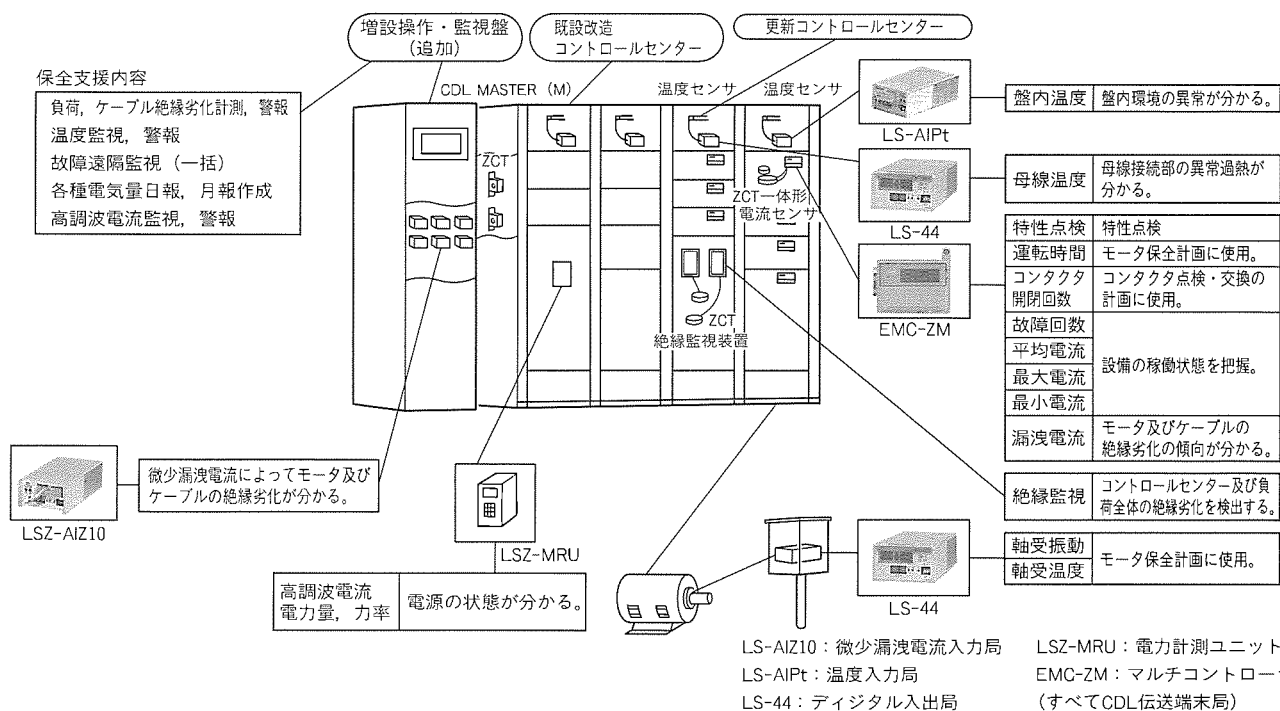 増設操作・監視盤
(追加)
既設改造
コントロールセンター
更新コントロールセンター
保全支援内容
負荷,ケーブル絶縁劣化計測,警報
温度監視,警報
故障遠隔監視(一括)
各種電気量日報,月報作成
高調波電流監視,警報
CDL MASTER (M)
温度センサ
温度センサ
ZCT
ZCT一体形
電流センサ
ZCT
絶縁監視装置
LS-AIPt
盤内温度 盤内環境の異常が分かる。
LS-44
母線温度 母線接続部の異常過熱が
分かる。
EMC-ZM
特性点検 特性点検
運転時間 モータ保全計画に使用。
コンタクタ
開閉回数
コンタクタ点検・交換の
計画に使用。
故障回数
平均電流
最大電流
最小電流
設備の稼働状態を把握。
漏洩電流 モータ及びケーブルの
絶縁劣化の傾向が分かる。
絶縁監視 コントロールセンター及び負
荷全体の絶縁劣化を検出する。
LSZ-AIZ10
微少漏洩電流によってモータ及び
ケーブルの絶縁劣化が分かる。
LSZ-MRU
高調波電流
電力量,力率
電源の状態が分かる。
LS-44
軸受振動
軸受温度
モータ保全計画に使用。
LS-AIZ10:微少漏洩電流入力局 LSZ-MRU:電力計測ユニット
LS-AIPt:温度入力局 EMC-ZM:マルチコントロー
LS-44:ディジタル入出局 (すべてCDL伝送端末局)